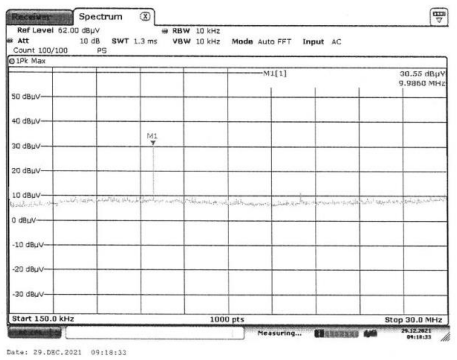 Receiver Spectrum
Ref Level 62.00 dBµV RBW 10 kHz
Att 10 dB SWT 1.3 ms VBW 10 kHz Mode Auto FFT Input AC
Count 100/100 PS
1Pk Max
M1[1] 30.55 dBµV
9.9860 MHz
50 dBµV
40 dBµV
M1
30 dBµV
20 dBµV
10 dBµV
0 dBµV
-10 dBµV
-20 dBµV
-30 dBµV
Start 150.0 kHz 1000 pts Stop 30.0 MHz
Measuring... 29.12.2021
09:18:33
Date: 29.DEC.2021 09:18:33